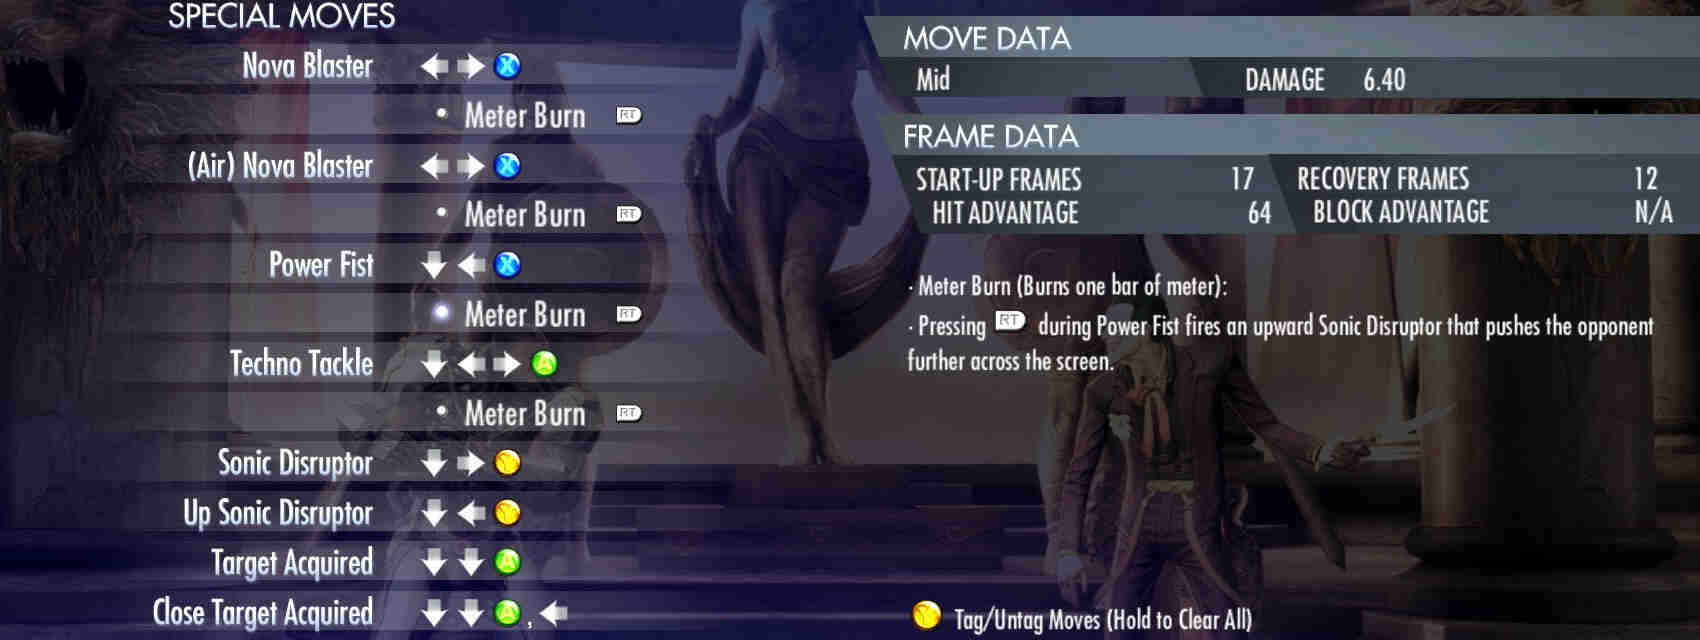 SPECIAL MOVES
Nova Blaster X
• Meter Burn RT
(Air) Nova Blaster X
• Meter Burn RT
Power Fist X
• Meter Burn RT
Techno Tackle A
• Meter Burn RT
Sonic Disruptor Y
Up Sonic Disruptor Y
Target Acquired A
Close Target Acquired A ,
MOVE DATA
Mid DAMAGE 6.40
FRAME DATA
START-UP FRAMES 17 RECOVERY FRAMES 12
HIT ADVANTAGE 64 BLOCK ADVANTAGE N/A
· Meter Burn (Burns one bar of meter):
· Pressing RT during Power Fist fires an upward Sonic Disruptor that pushes the opponent
further across the screen.
Y Tag/Untag Moves (Hold to Clear All)